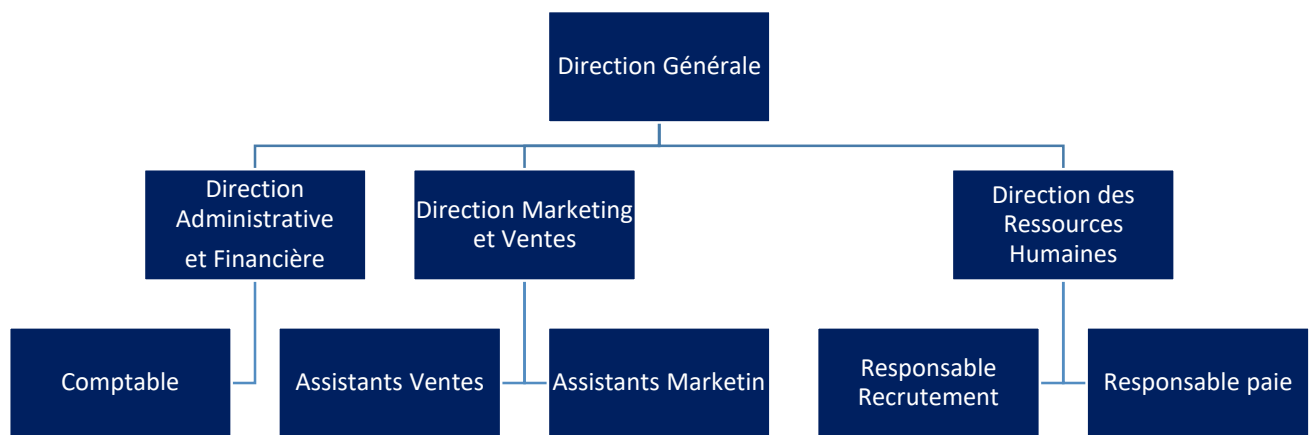 Direction Générale
Direction
Administrative
et Financière
Direction Marketing
et Ventes
Direction des
Ressources
Humaines
Comptable
Assistants Ventes
Assistants Marketin
Responsable
Recrutement
Responsable paie